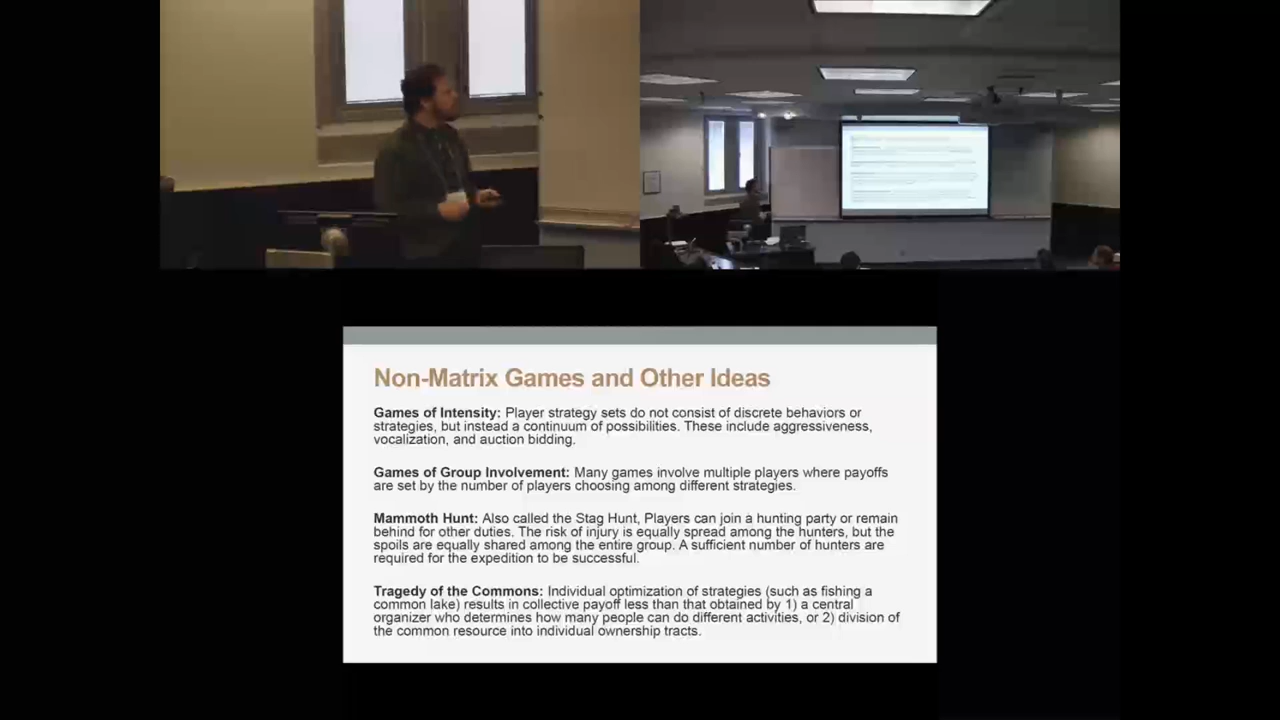 Non-Matrix Games and Other Ideas
Games of Intensity: Player strategy sets do not consist of discrete behaviors or
strategies, but instead a continuum of possibilities. These include aggressiveness,
vocalization, and auction bidding.
Games of Group Involvement: Many games involve multiple players where payoffs
are set by the number of players choosing among different strategies.
Mammoth Hunt: Also called the Stag Hunt, Players can join a hunting party or remain
behind for other duties. The risk of injury is equally spread among the hunters, but the
spoils are equally shared among the entire group. A sufficient number of hunters are
required for the expedition to be successful.
Tragedy of the Commons: Individual optimization of strategies (such as fishing a
common lake) results in collective payoff less than that obtained by 1) a central
organizer who determines how many people can do different activities, or 2) division of
the common resource into individual ownership tracts.